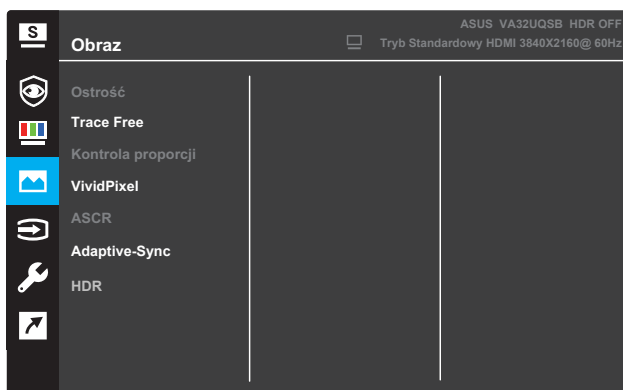 S
ASUS VA32UQSB HDR OFF
Obraz
Tryb Standardowy HDMI 3840X2160@ 60Hz
Ostrość
Trace Free
Kontrola proporcji
VividPixel
ASCR
Adaptive-Sync
HDR